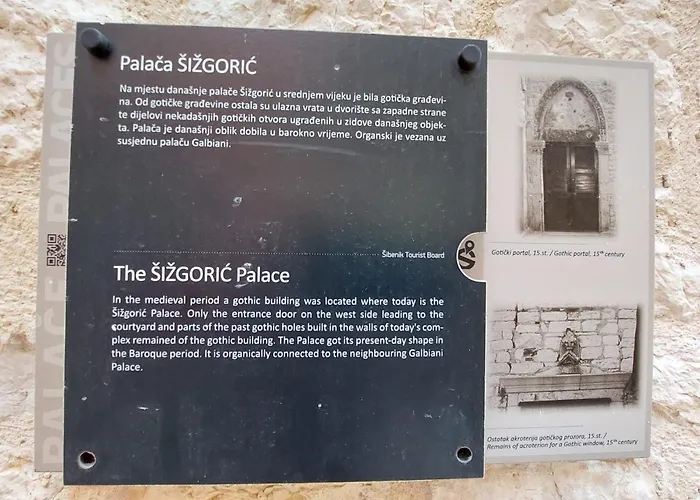 PALAČE PALACES
Palača ŠIŽGORIĆ
Na mjestu današnje palače Šižgorić u srednjem vijeku je bila gotička građevi-
na. Od gotičke građevine ostala su ulazna vrata u dvorište sa zapadne strane
te dijelovi nekadašnjih gotičkih otvora ugrađenih u zidove današnjeg objek-
ta. Palača je današnji oblik dobila u barokno vrijeme. Organski je vezana uz
susjednu palaču Galbiani.
Šibenik Tourist Board
The ŠIŽGORIĆ Palace
In the medieval period a gothic building was located where today is the
Šižgorić Palace. Only the entrance door on the west side leading to the
courtyard and parts of the past gothic holes built in the walls of today's com-
plex remained of the gothic building. The Palace got its present-day shape in
the Baroque period. It is organically connected to the neighbouring Galbiani
Palace.
Gotički portal, 15.st. / Gothic portal, 15th century
Ostatak akroterija gotičkog prozora, 15.st. /
Remains of acroterion for a Gothic window, 15th century